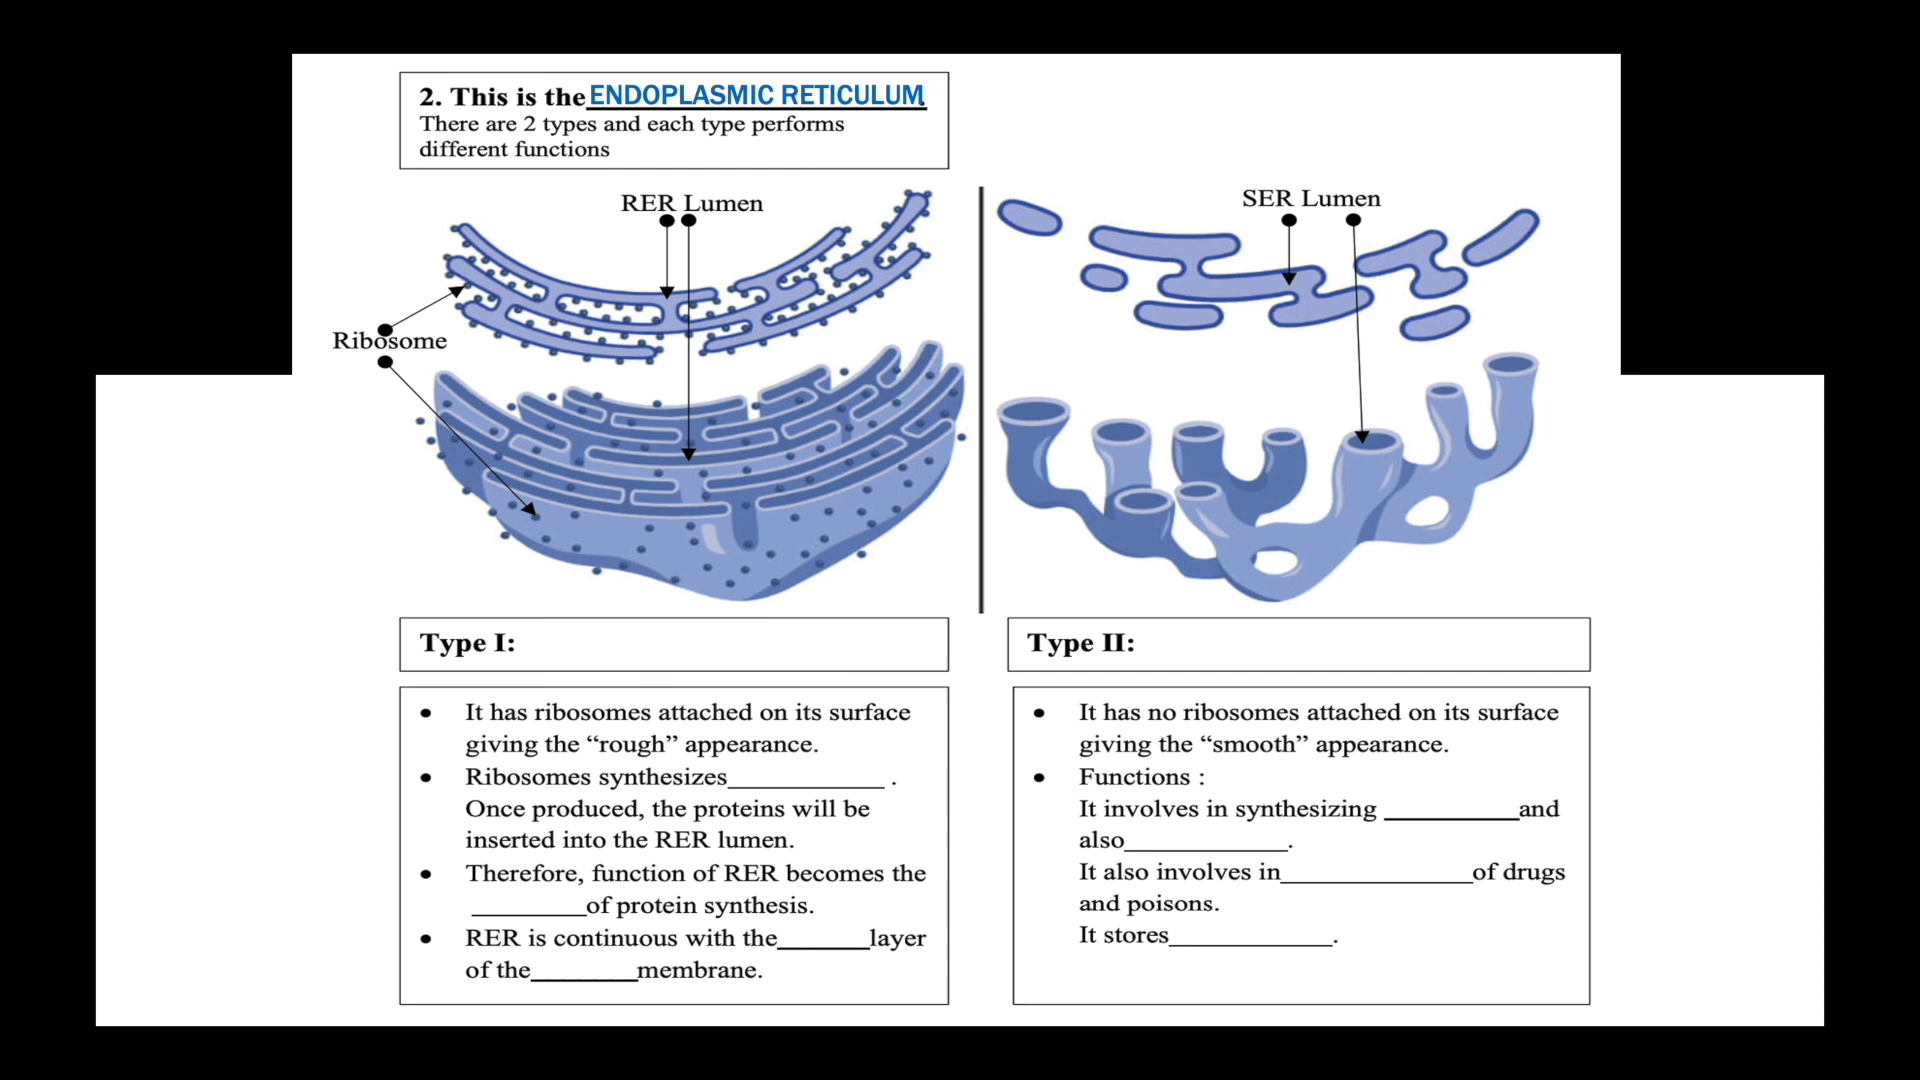 2. This is the ENDOPLASMIC RETICULUM.
There are 2 types and each type performs
different functions
RER Lumen
SER Lumen
Ribosome
Type I:
• It has ribosomes attached on its surface
giving the “rough” appearance.
• Ribosomes synthesizes____________ .
Once produced, the proteins will be
inserted into the RER lumen.
• Therefore, function of RER becomes the
_________of protein synthesis.
• RER is continuous with the_______layer
of the________membrane.
Type II:
• It has no ribosomes attached on its surface
giving the “smooth” appearance.
• Functions :
It involves in synthesizing __________and
also____________.
It also involves in______________of drugs
and poisons.
It stores____________.